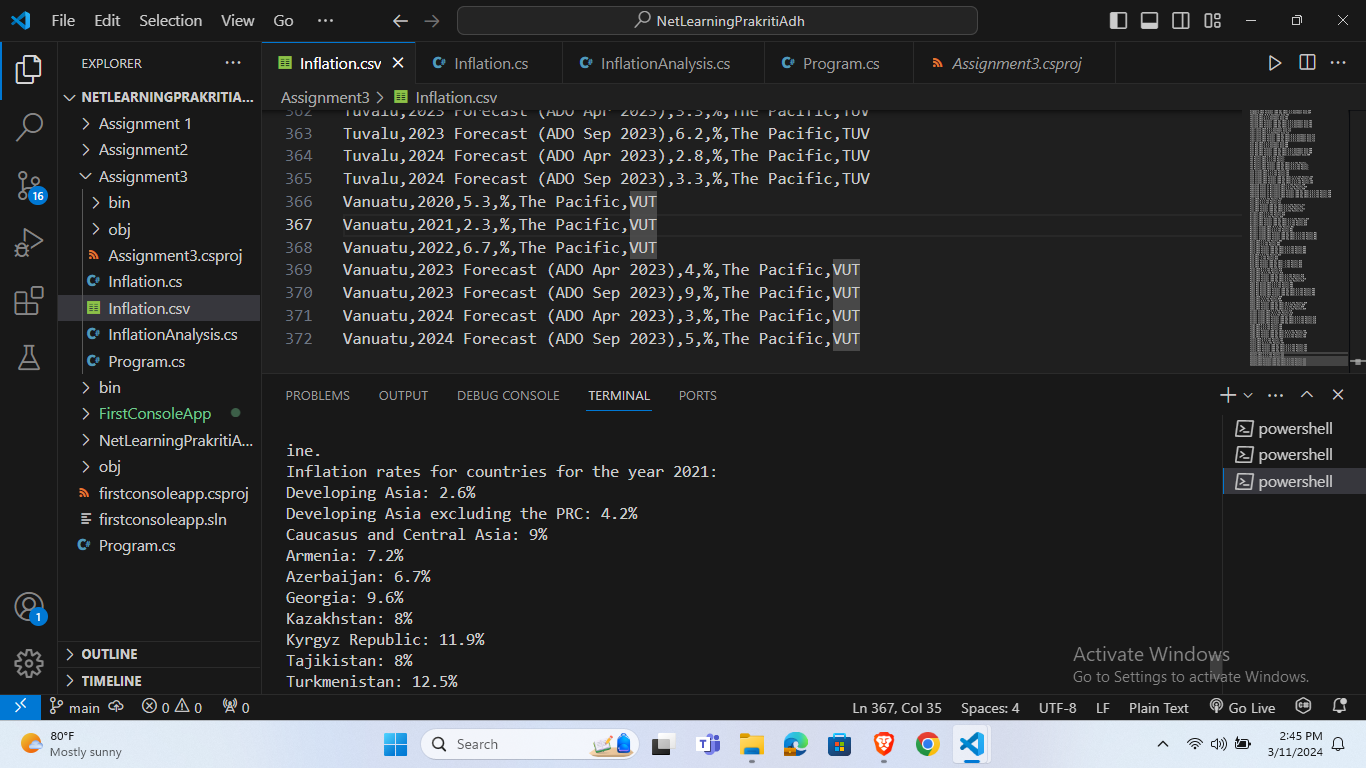 File Edit Selection View Go ··· NetLearningPrakritiAdh
EXPLORER ···
NETLEARNINGPRAKRITIA...
Assignment 1
Assignment2
Assignment3
bin
obj
Assignment3.csproj
Inflation.cs
Inflation.csv
InflationAnalysis.cs
Program.cs
bin
FirstConsoleApp
NetLearningPrakritiA...
obj
firstconsoleapp.csproj
firstconsoleapp.sln
Program.cs
OUTLINE
TIMELINE
16
1
Inflation.csv Inflation.cs InflationAnalysis.cs Program.cs Assignment3.csproj
Assignment3 > Inflation.csv
362 Tuvalu,2023 Forecast (ADO Apr 2023),3.3,%,The Pacific,TUV
363 Tuvalu,2023 Forecast (ADO Sep 2023),6.2,%,The Pacific,TUV
364 Tuvalu,2024 Forecast (ADO Apr 2023),2.8,%,The Pacific,TUV
365 Tuvalu,2024 Forecast (ADO Sep 2023),3.3,%,The Pacific,TUV
366 Vanuatu,2020,5.3,%,The Pacific,VUT
367 Vanuatu,2021,2.3,%,The Pacific,VUT
368 Vanuatu,2022,6.7,%,The Pacific,VUT
369 Vanuatu,2023 Forecast (ADO Apr 2023),4,%,The Pacific,VUT
370 Vanuatu,2023 Forecast (ADO Sep 2023),9,%,The Pacific,VUT
371 Vanuatu,2024 Forecast (ADO Apr 2023),3,%,The Pacific,VUT
372 Vanuatu,2024 Forecast (ADO Sep 2023),5,%,The Pacific,VUT
PROBLEMS OUTPUT DEBUG CONSOLE TERMINAL PORTS
ine.
Inflation rates for countries for the year 2021:
Developing Asia: 2.6%
Developing Asia excluding the PRC: 4.2%
Caucasus and Central Asia: 9%
Armenia: 7.2%
Azerbaijan: 6.7%
Georgia: 9.6%
Kazakhstan: 8%
Kyrgyz Republic: 11.9%
Tajikistan: 8%
Turkmenistan: 12.5%
powershell
powershell
powershell
Activate Windows
Go to Settings to activate Windows.
main 0 0 0 Ln 367, Col 35 Spaces: 4 UTF-8 LF Plain Text Go Live
80°F
Mostly sunny
Search
2:45 PM
3/11/2024